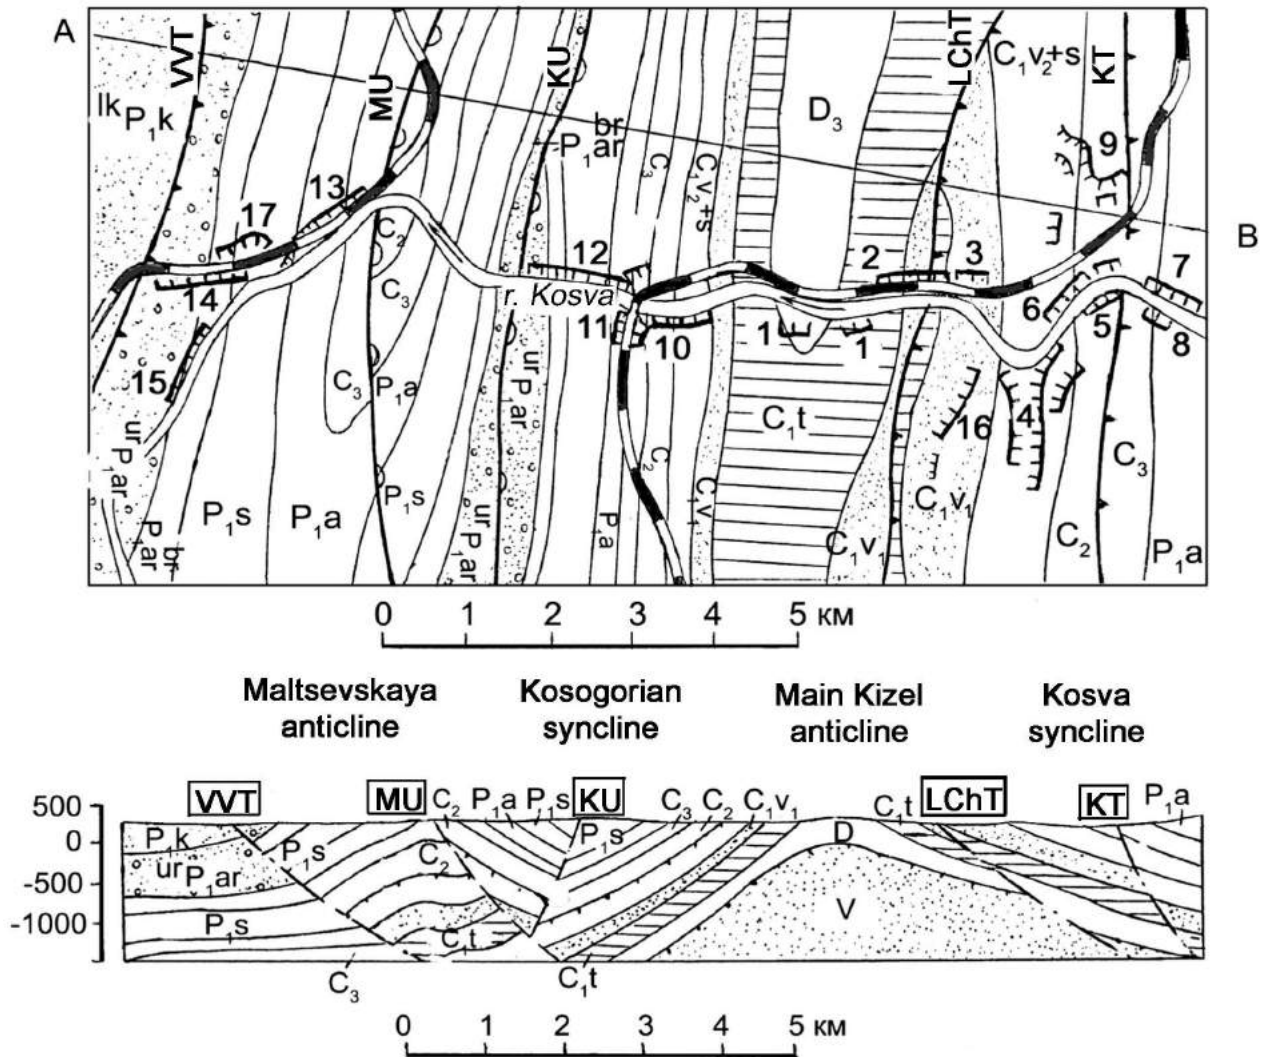 A
VVT
MU
KU
LChT
C₁v₂+s
KT
lkP₁k
P₁ar br
D₃
C₃
C₁v₂+s
9
B
13
17
C₂
C₃
14
12
r. Kosva
11
10
2
3
1
1
6
5
7
8
15
C₃
P₁a
urP₁ar
C₁t
16
4
C₃
urP₁ar
P₁ar br
P₁s
P₁a
P₁s
urP₁ar
P₁a
C₂
C₁v₁
C₁v₁
C₁v₁
C₂
P₁a
0 1 2 3 4 5 км
Maltsevskaya
anticline
Kosogorian
syncline
Main Kizel
anticline
Kosva
syncline
VVT MU C₂ P₁a P₁s KU C₃ C₂ C₁v₁ C₁t LChT KT P₁a
500
0
-500
-1000
P₁k
urP₁ar
P₁s
P₁s
C₂
C₁t
P₁s
D
V
C₃
C₁t
0 1 2 3 4 5 км